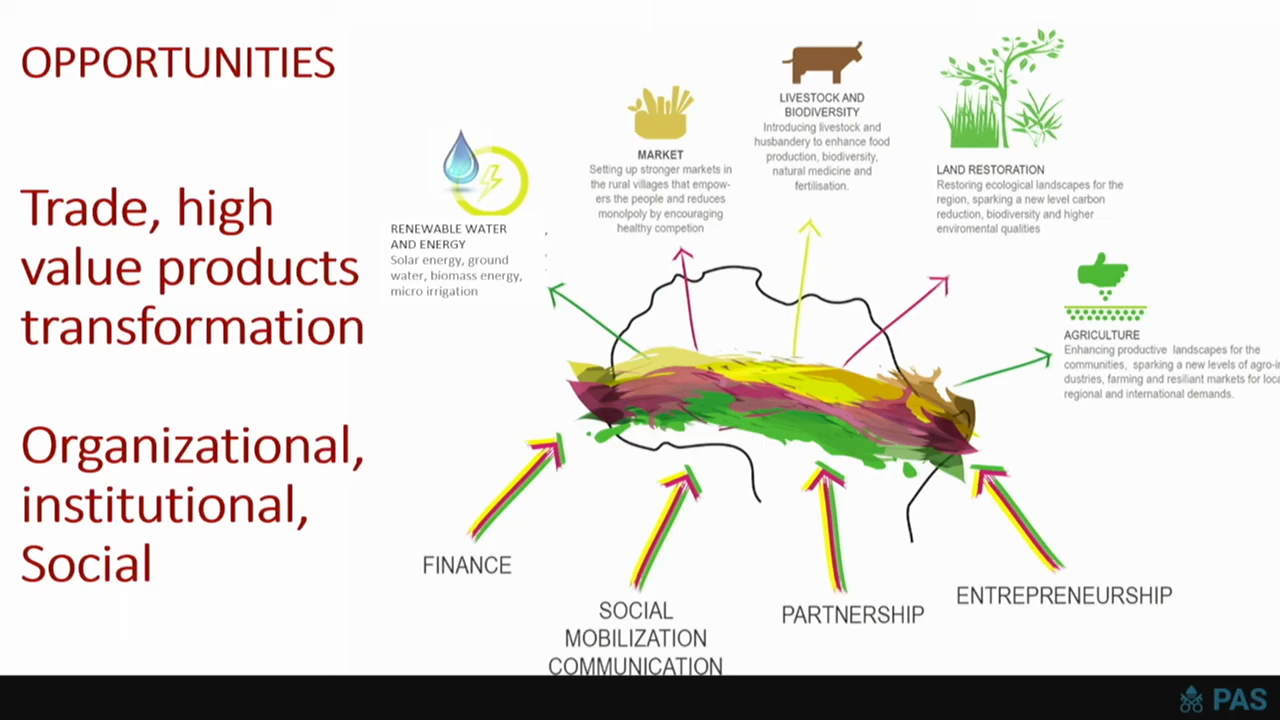 OPPORTUNITIES
Trade, high
value products
transformation
Organizational,
institutional,
Social
RENEWABLE WATER
AND ENERGY
Solar energy, ground
water, biomass energy,
micro irrigation
MARKET
Setting up stronger markets in
the rural villages that empow-
ers the people and reduces
monolpoly by encouraging
healthy competion
LIVESTOCK AND
BIODIVERSITY
Introducing livestock and
husbandery to enhance food
production, biodiversity,
natural medicine and
fertilisation.
LAND RESTORATION
Restoring ecological landscapes for the
region, sparking a new level carbon
reduction, biodiversity and higher
enviromental qualities
AGRICULTURE
Enhancing productive landscapes for the
communities, sparking a new levels of agro-in
dustries, farming and resiliant markets for loca
regional and international demands.
FINANCE
SOCIAL
MOBILIZATION
COMMUNICATION
PARTNERSHIP
ENTREPRENEURSHIP
PAS